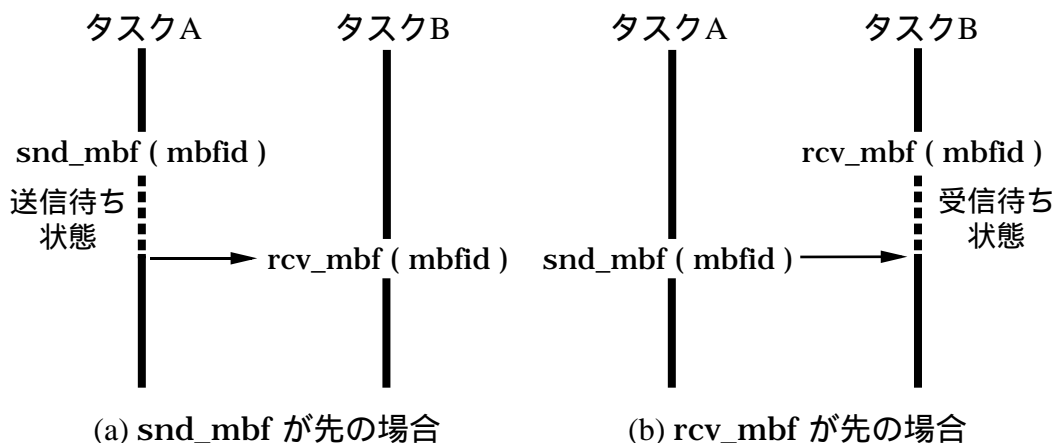 タスクA タスクB タスクA タスクB
snd_mbf ( mbfid ) rcv_mbf ( mbfid )
送信待ち 受信待ち
状態 状態
rcv_mbf ( mbfid ) snd_mbf ( mbfid )
(a) snd_mbf が先の場合 (b) rcv_mbf が先の場合